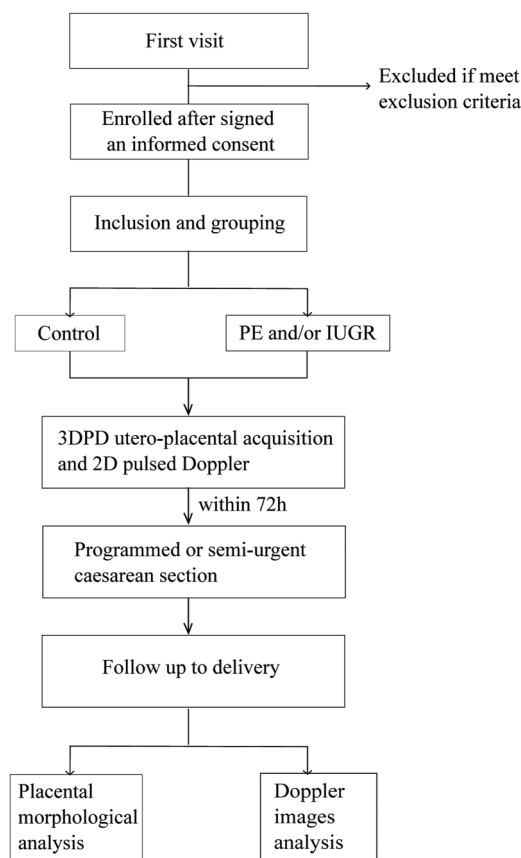 First visit
Excluded if meet
exclusion criteria
Enrolled after signed
an informed consent
Inclusion and grouping
Control
PE and/or IUGR
3DPD utero-placental acquisition
and 2D pulsed Doppler
within 72h
Programmed or semi-urgent
caesarean section
Follow up to delivery
Placental
morphological
analysis
Doppler
images
analysis